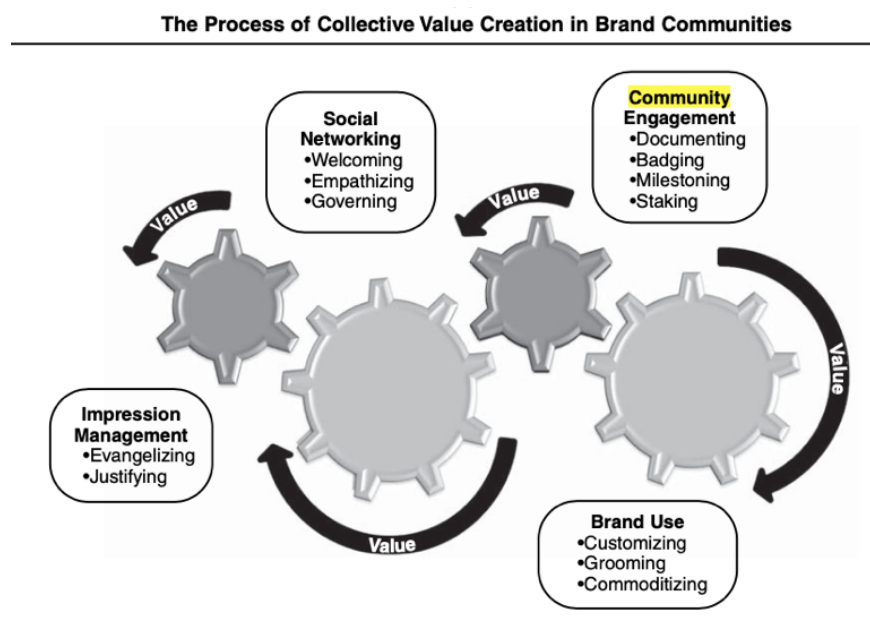 The Process of Collective Value Creation in Brand Communities
Social
Networking
•Welcoming
•Empathizing
•Governing
Community
Engagement
•Documenting
•Badging
•Milestoning
•Staking
Value
Value
Value
Impression
Management
•Evangelizing
•Justifying
Value
Brand Use
•Customizing
•Grooming
•Commoditizing